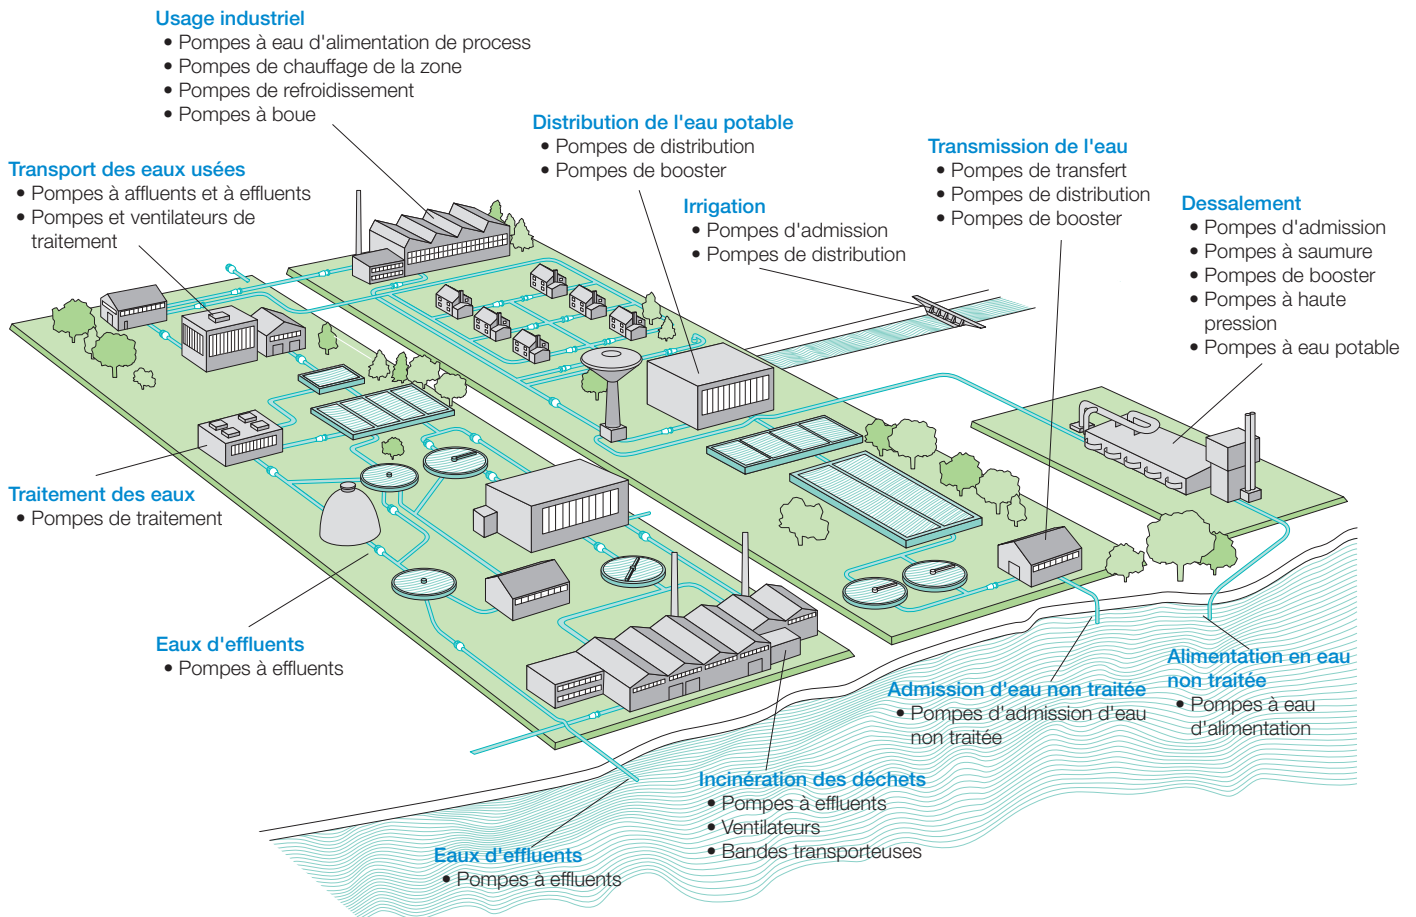 Usage industriel
• Pompes à eau d'alimentation de process
• Pompes de chauffage de la zone
• Pompes de refroidissement
• Pompes à boue
Distribution de l'eau potable
• Pompes de distribution
• Pompes de booster
Transmission de l'eau
• Pompes de transfert
• Pompes de distribution
• Pompes de booster
Transport des eaux usées
• Pompes à affluents et à effluents
• Pompes et ventilateurs de
traitement
Irrigation
• Pompes d'admission
• Pompes de distribution
Dessalement
• Pompes d'admission
• Pompes à saumure
• Pompes de booster
• Pompes à haute
pression
• Pompes à eau potable
Traitement des eaux
• Pompes de traitement
Eaux d'effluents
• Pompes à effluents
Alimentation en eau
non traitée
• Pompes à eau
d'alimentation
Admission d'eau non traitée
• Pompes d'admission d'eau
non traitée
Incinération des déchets
• Pompes à effluents
• Ventilateurs
• Bandes transporteuses
Eaux d'effluents
• Pompes à effluents